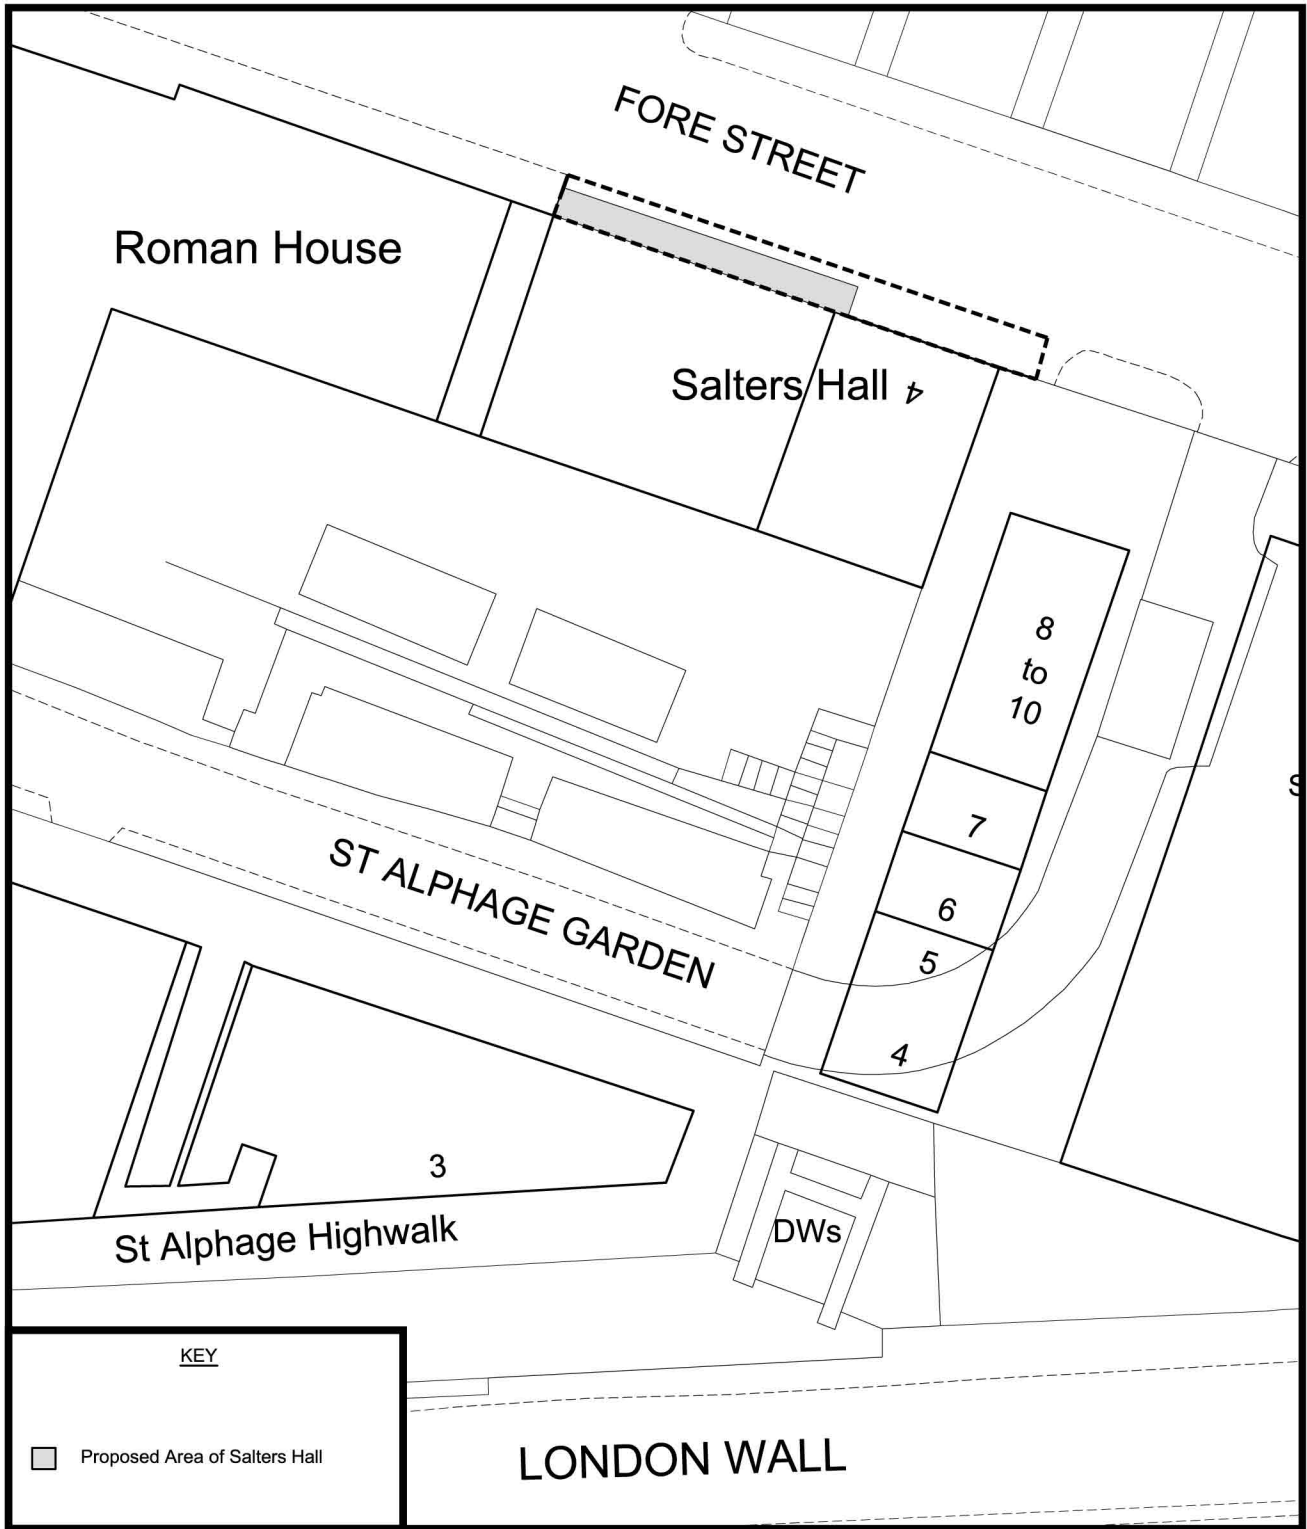 FORE STREET
Roman House
Salters Hall 4
8
to
10
7
6
5
4
ST ALPHAGE GARDEN
3
St Alphage Highwalk
DWs
S
KEY
Proposed Area of Salters Hall
LONDON WALL